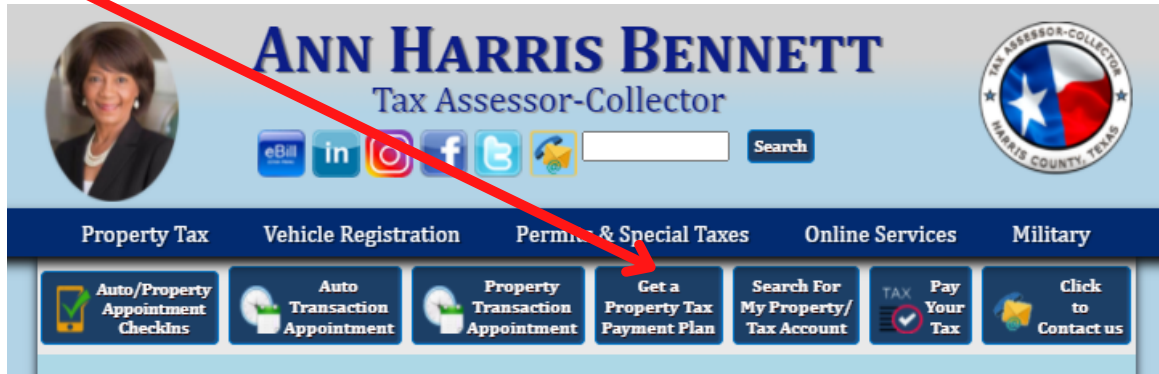 ANN HARRIS BENNETT
Tax Assessor-Collector
TAX ASSESSOR-COLLECTOR
HARRIS COUNTY, TEXAS
eBill
in
f
Search
Property Tax
Vehicle Registration
Permits & Special Taxes
Online Services
Military
Auto/Property
Appointment
CheckIns
Auto
Transaction
Appointment
Property
Transaction
Appointment
Get a
Property Tax
Payment Plan
Search For
My Property/
Tax Account
TAX
Pay
Your
Tax
Click
to
Contact us